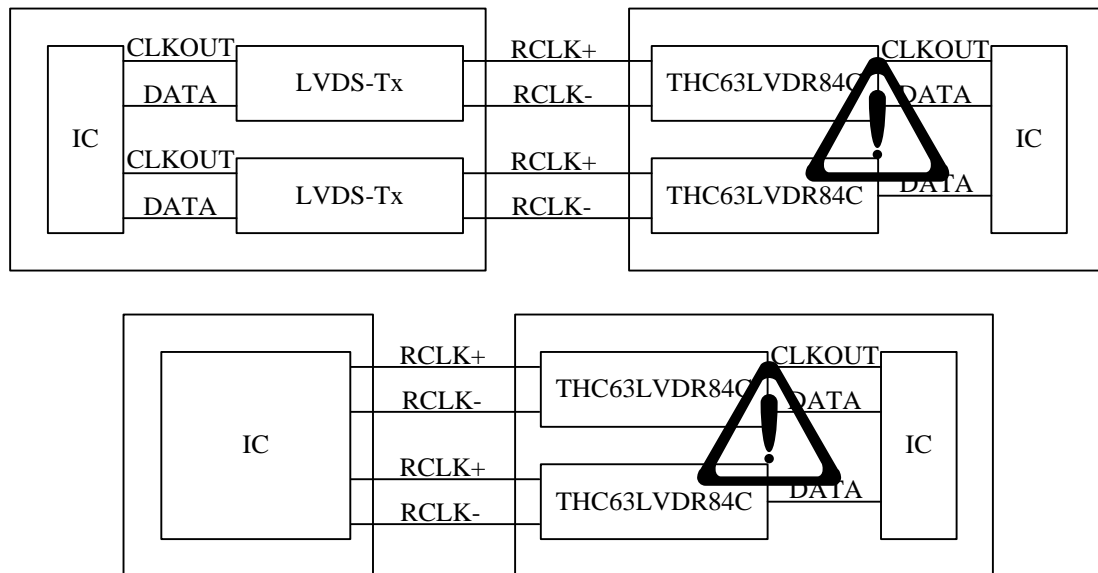 CLKOUT RCLK+ CLKOUT
LVDS-Tx THC63LVDR84C
DATA RCLK- DATA
IC IC
CLKOUT RCLK+
LVDS-Tx THC63LVDR84C
DATA RCLK- DATA
RCLK+ CLKOUT
THC63LVDR84C
RCLK- DATA
IC IC
RCLK+
THC63LVDR84C
RCLK- DATA